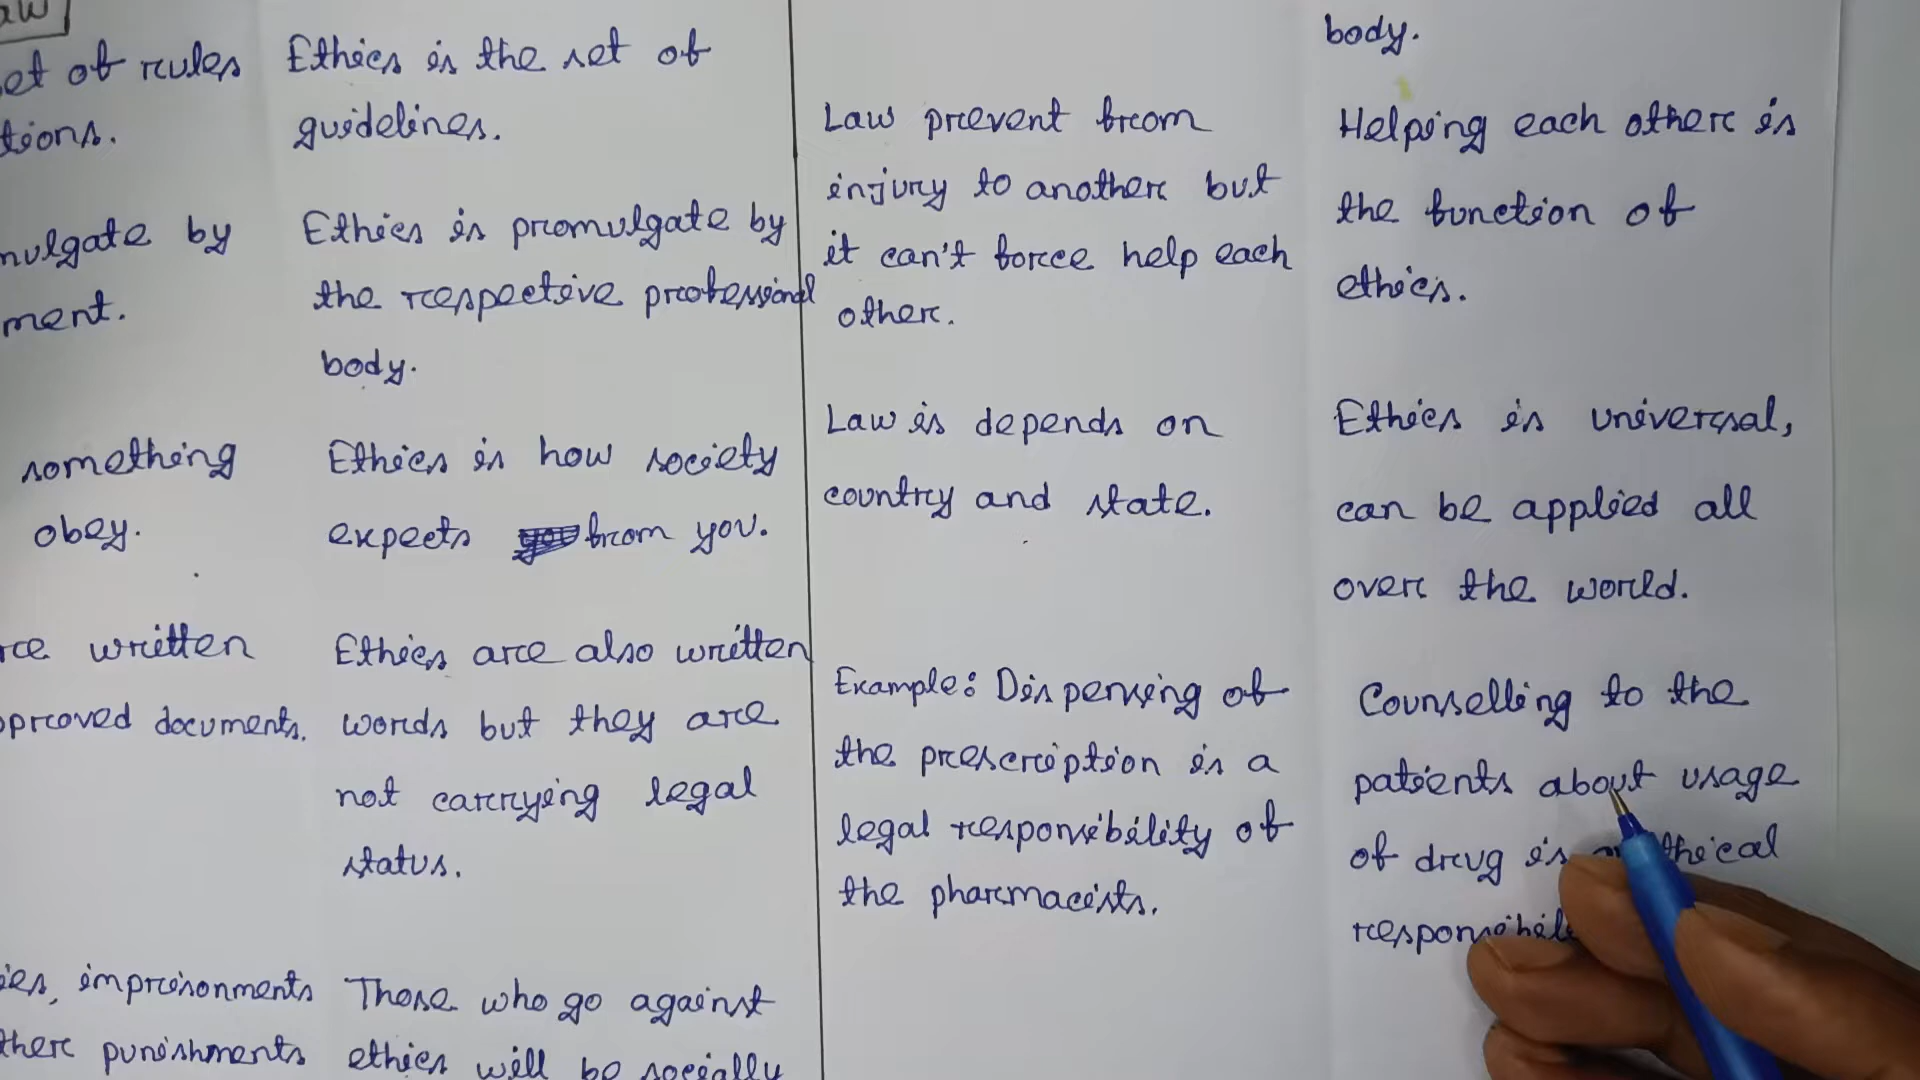 aw
et of rules
tions.
mulgate by
ment.
something
obey.
re written
pproved documents.
ies, imprisonments
ther punishments
Ethics is the set of
guidelines.
Ethics is promulgate by
the respective professional
body.
Ethics is how society
expects from you.
Ethics are also written
words but they are
not carrying legal
status.
Those who go against
ethics will be socially
Law prevent from
injury to another but
it can't force help each
other.
Law is depends on
country and state.
Example: Dispensing of
the prescription is a
legal responsibility of
the pharmacists.
body.
Helping each other is
the function of
ethics.
Ethics is universal,
can be applied all
over the world.
Counselling to the
patients about usage
of drug is thical
responsibil